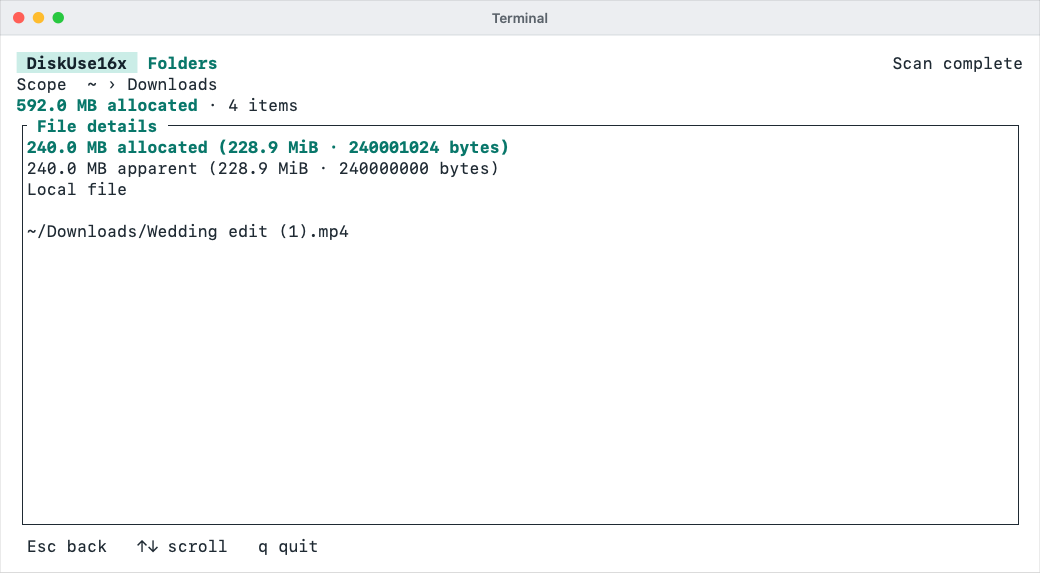 Terminal
DiskUse16x Folders Scan complete
Scope ~ › Downloads
592.0 MB allocated · 4 items
File details
240.0 MB allocated (228.9 MiB · 240001024 bytes)
240.0 MB apparent (228.9 MiB · 240000000 bytes)
Local file
~/Downloads/Wedding edit (1).mp4
Esc back ↑↓ scroll q quit